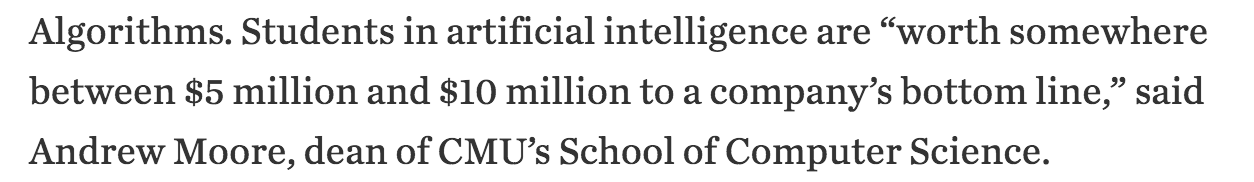 Algorithms. Students in artificial intelligence are “worth somewhere
between $5 million and $10 million to a company’s bottom line,” said
Andrew Moore, dean of CMU’s School of Computer Science.